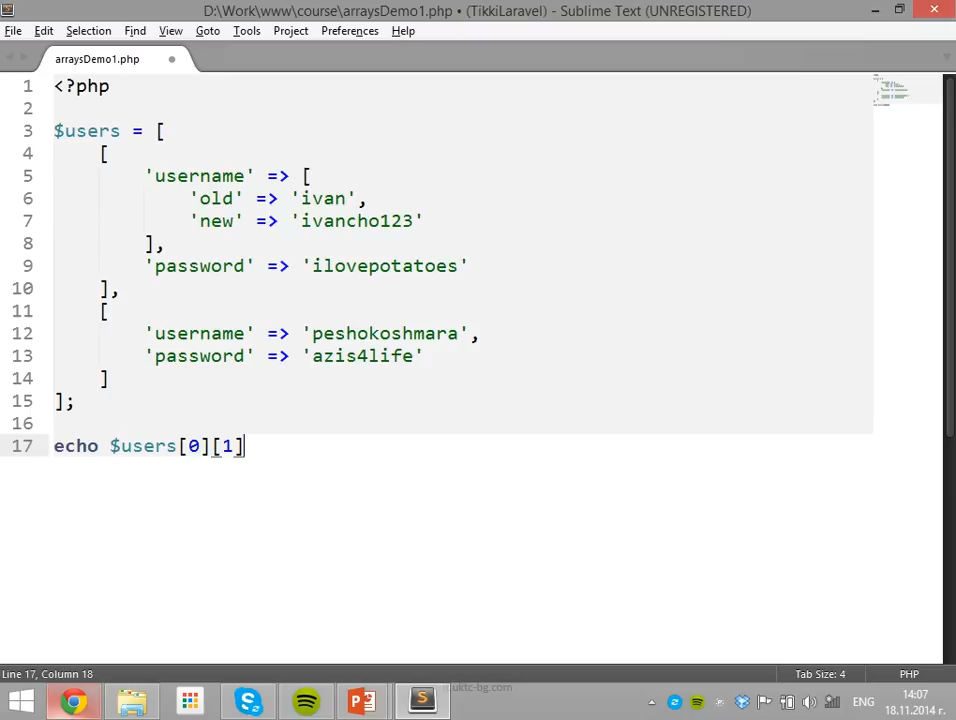 D:\Work\www\course\arraysDemo1.php • (TikkiLaravel) - Sublime Text (UNREGISTERED)
File Edit Selection Find View Goto Tools Project Preferences Help
arraysDemo1.php
1 <?php
2
3 $users = [
4 [
5 'username' => [
6 'old' => 'ivan',
7 'new' => 'ivancho123'
8 ],
9 'password' => 'ilovepotatoes'
10 ],
11 [
12 'username' => 'peshokoshmara',
13 'password' => 'azis4life'
14 ]
15 ];
16
17 echo $users[0][1]
Line 17, Column 18 Tab Size: 4 PHP
uktc-bg.com
ENG 14:07
18.11.2014 г.